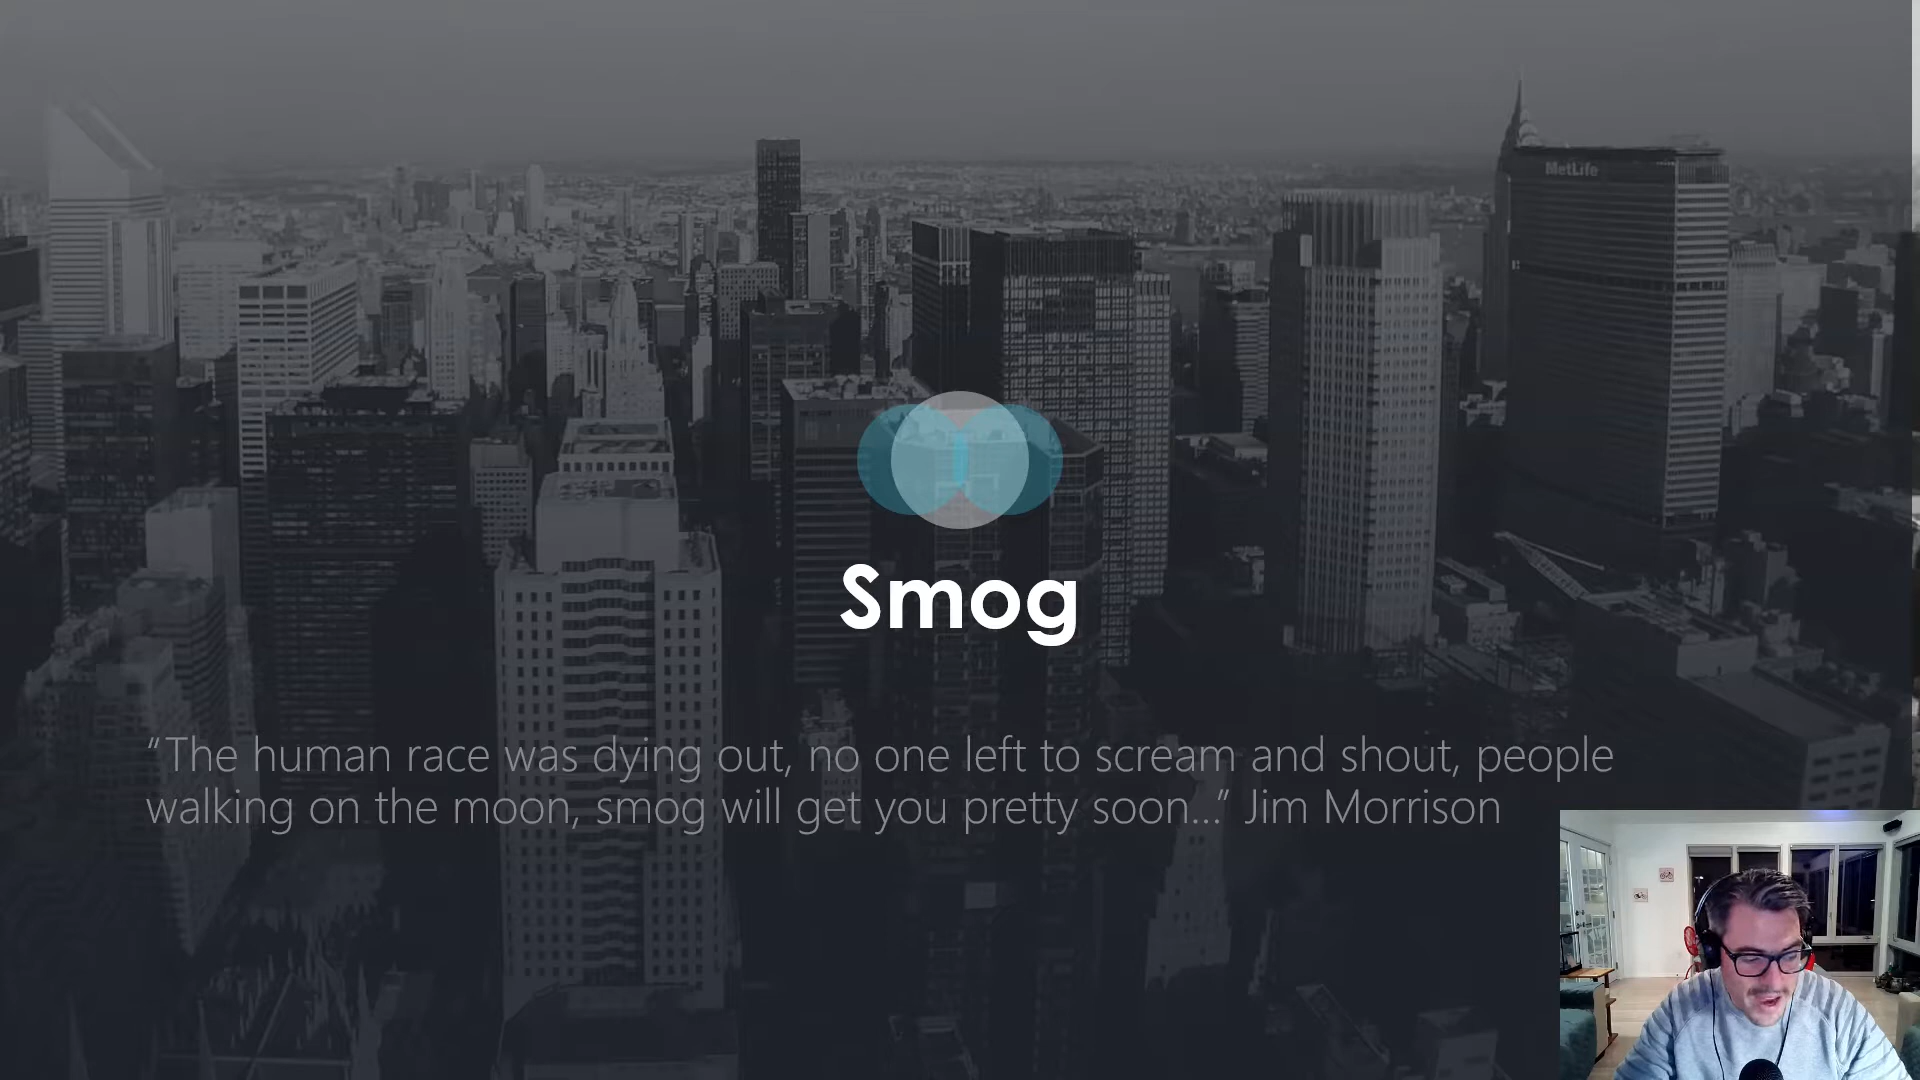 MetLife
Smog
“The human race was dying out, no one left to scream and shout, people
walking on the moon, smog will get you pretty soon…” Jim Morrison